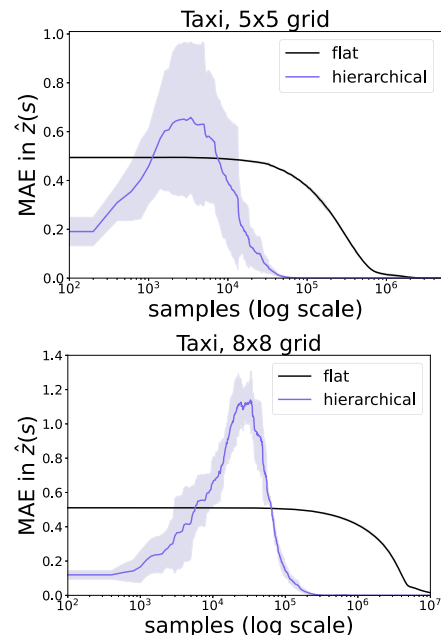 Taxi, 5x5 grid
1.0
0.8
0.6
0.4
0.2
0.0
MAE in ẑ(s)
flat
hierarchical
10²
10³
10⁴
10⁵
10⁶
samples (log scale)
Taxi, 8x8 grid
1.4
1.2
1.0
0.8
0.6
0.4
0.2
0.0
MAE in ẑ(s)
flat
hierarchical
10²
10³
10⁴
10⁵
10⁶
10⁷
samples (log scale)